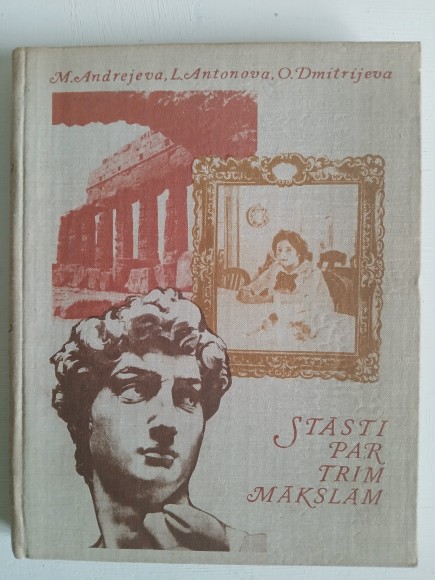 M. Andrejeva, L. Antonova, O. Dmitrijeva
STĀSTI
PAR
TRIM
MĀKSLĀM